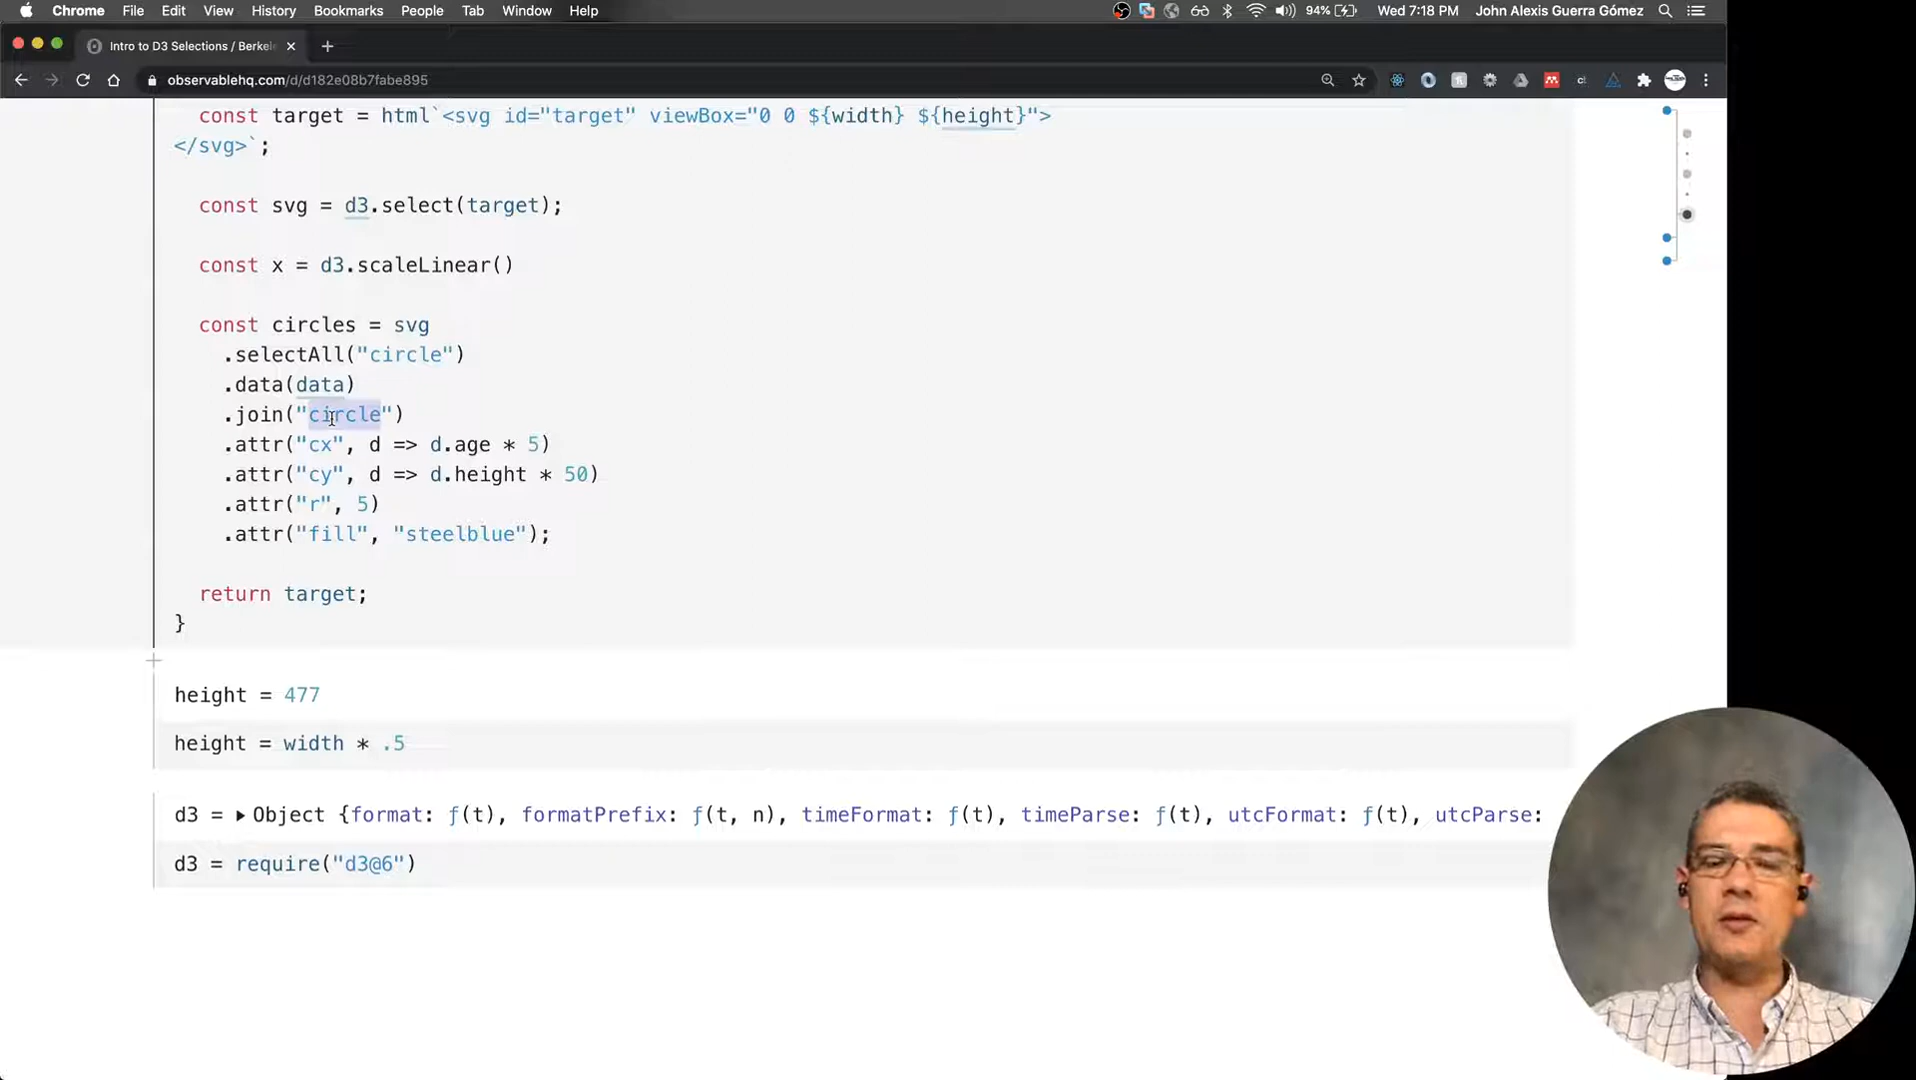 Chrome File Edit View History Bookmarks People Tab Window Help 94% Wed 7:18 PM John Alexis Guerra Gómez
Intro to D3 Selections / Berkel
observablehq.com/d/d182e08b7fabe895
const target = html`<svg id="target" viewBox="0 0 ${width} ${height}">
</svg>`;
const svg = d3.select(target);
const x = d3.scaleLinear()
const circles = svg
.selectAll("circle")
.data(data)
.join("circle")
.attr("cx", d => d.age * 5)
.attr("cy", d => d.height * 50)
.attr("r", 5)
.attr("fill", "steelblue");
return target;
}
height = 477
height = width * .5
d3 = ▸Object {format: ƒ(t), formatPrefix: ƒ(t, n), timeFormat: ƒ(t), timeParse: ƒ(t), utcFormat: ƒ(t), utcParse:
d3 = require("d3@6")